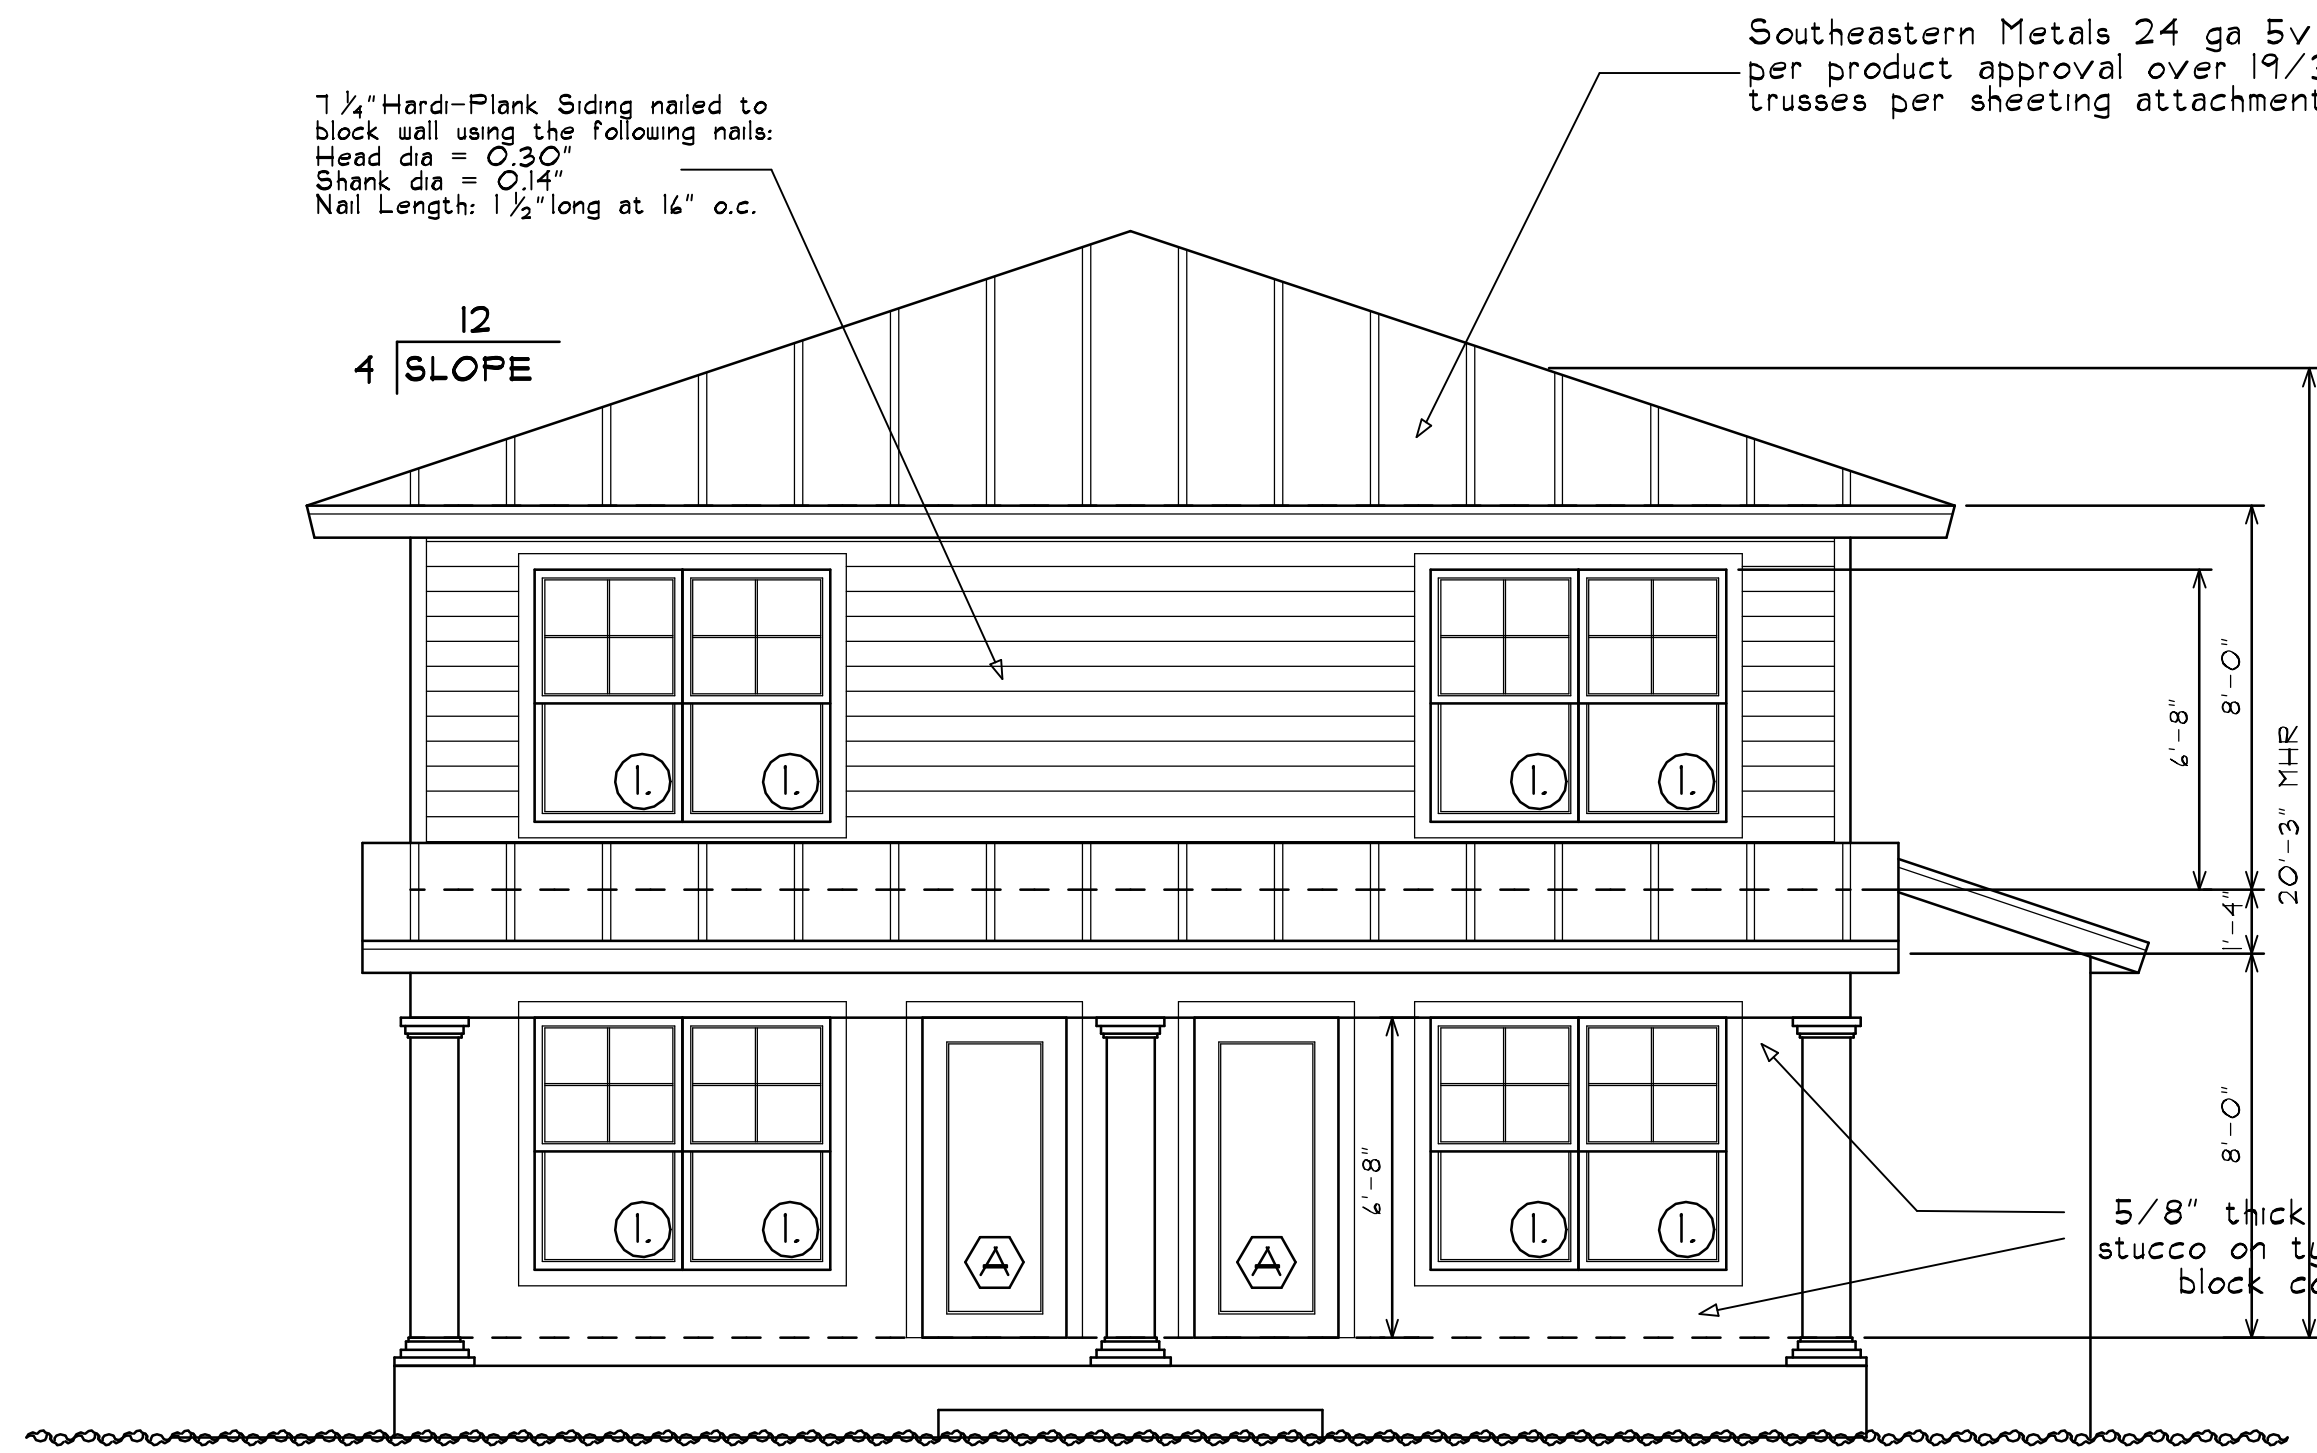 Southeastern Metals 24 ga 5v
per product approval over 19/3
trusses per sheeting attachment
7 ¼" Hardi-Plank Siding nailed to
block wall using the following nails:
Head dia = 0.30"
Shank dia = 0.14"
Nail Length: 1 ½" long at 16" o.c.
12
4 SLOPE
8'-0"
6'-8"
20'-3" MHR
1. 1. 1. 1.
1'-4"
8'-0"
6'-8"
5/8" thick
stucco on
block
1. 1. A A 1. 1.